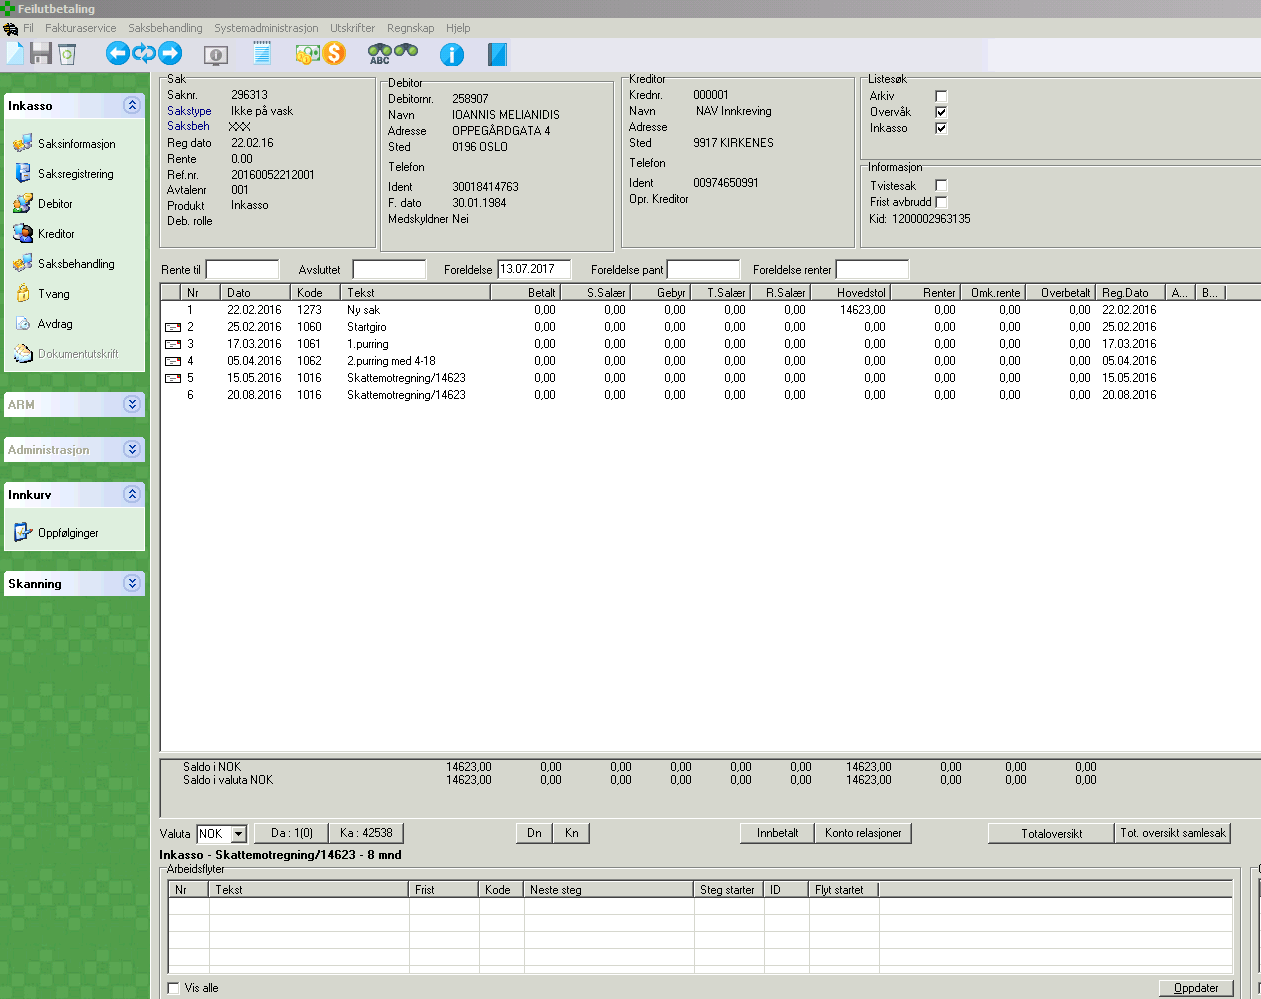 Feilutbetaling
Fil Fakturaservice Saksbehandling Systemadministrasjon Utskrifter Regnskap Hjelp
ABC
Inkasso
Saksinformasjon
Saksregistrering
Debitor
Kreditor
Saksbehandling
Tvang
Avdrag
Dokumentutskrift
ARM
Administrasjon
Innkurv
Oppfølginger
Skanning
Sak
Saknr. 296313
Sakstype Ikke på vask
Saksbeh XXX
Reg dato 22.02.16
Rente 0.00
Ref.nr. 20160052212001
Avtalenr 001
Produkt Inkasso
Deb. rolle
Debitor
Debitornr. 258907
Navn IOANNIS MELIANIDIS
Adresse OPPEGÅRDGATA 4
Sted 0196 OSLO
Telefon
Ident 30018414763
F. dato 30.01.1984
Medskyldner Nei
Kreditor
Krednr. 000001
Navn NAV Innkreving
Adresse
Sted 9917 KIRKENES
Telefon
Ident 00974650991
Opr. Kreditor
Listesøk
Arkiv
Overvåk
Inkasso
Informasjon
Tvistesak
Frist avbrudd
Kid: 1200002963135
Rente til Avsluttet Foreldelse 13.07.2017 Foreldelse pant Foreldelse renter
Nr Dato Kode Tekst Betalt S.Salær Gebyr T.Salær R.Salær Hovedstol Renter Omk.rente Overbetalt Reg.Dato A... B...
1 22.02.2016 1273 Ny sak 0,00 0,00 0,00 0,00 0,00 14623,00 0,00 0,00 0,00 22.02.2016
2 25.02.2016 1060 Startgiro 0,00 0,00 0,00 0,00 0,00 0,00 0,00 0,00 0,00 25.02.2016
3 17.03.2016 1061 1.purring 0,00 0,00 0,00 0,00 0,00 0,00 0,00 0,00 0,00 17.03.2016
4 05.04.2016 1062 2.purring med 4-18 0,00 0,00 0,00 0,00 0,00 0,00 0,00 0,00 0,00 05.04.2016
5 15.05.2016 1016 Skattemotregning/14623 0,00 0,00 0,00 0,00 0,00 0,00 0,00 0,00 0,00 15.05.2016
6 20.08.2016 1016 Skattemotregning/14623 0,00 0,00 0,00 0,00 0,00 0,00 0,00 0,00 0,00 20.08.2016
Saldo i NOK 14623,00 0,00 0,00 0,00 0,00 0,00 14623,00 0,00 0,00 0,00
Saldo i valuta NOK 14623,00 0,00 0,00 0,00 0,00 0,00 14623,00 0,00 0,00 0,00
Valuta NOK Da : 1(0) Ka : 42538 Dn Kn Innbetalt Konto relasjoner Totaloversikt Tot. oversikt samlesak
Inkasso - Skattemotregning/14623 - 8 mnd
Arbeidsflyter
Nr Tekst Frist Kode Neste steg Steg starter ID Flyt startet
Vis alle Oppdater